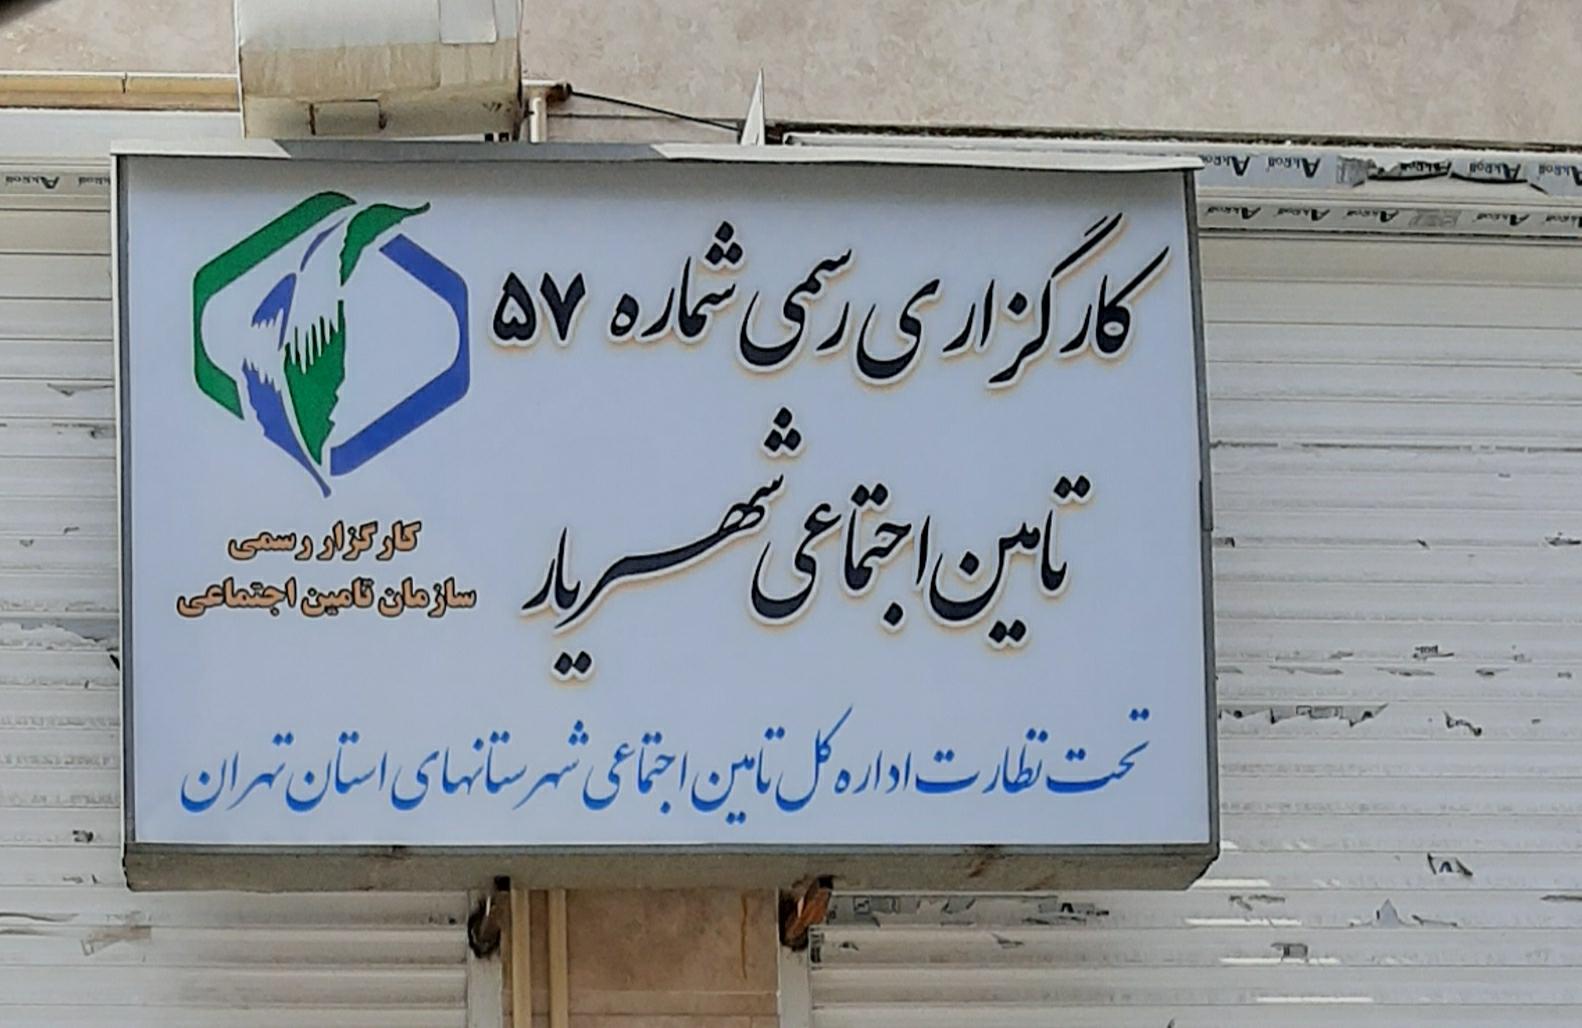 کارگزاری رسمی شماره ۵۷
تامین اجتماعی شهریار
کارگزار رسمی
سازمان تامین اجتماعی
تحت نظارت اداره کل تامین اجتماعی شهرستانهای استان تهران